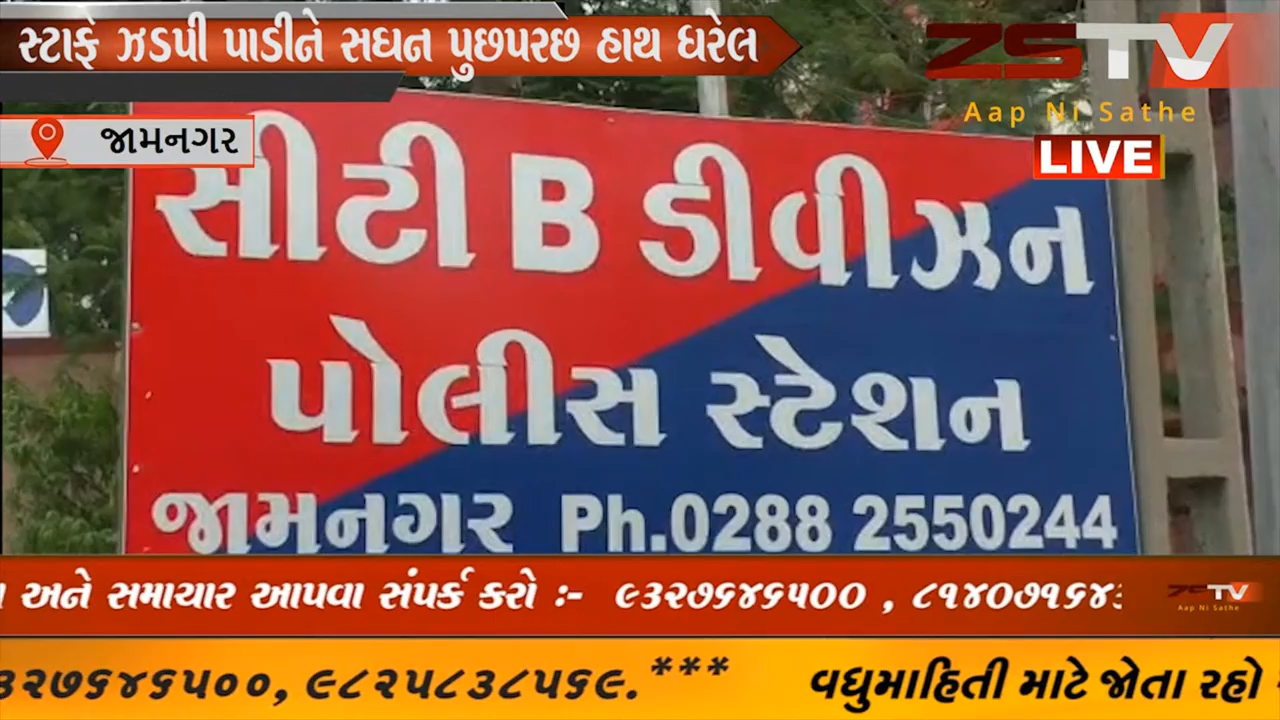 સ્ટાફે ઝડપી પાડીને સઘન પુછપરછ હાથ ધરેલ
ZSTV
Aap Ni Sathe
LIVE
જામનગર
સીટી B ડીવીઝન
પોલીસ સ્ટેશન
જામનગર Ph.0288 2550244
અને સમાચાર આપવા સંપર્ક કરો :- ૯૩૨૭૬૪૬૫૦૦ ,
ZSTV
Aap Ni Sathe
૩૨૭૬૪૬૫૦૦, ૯૮૨૫૮૩૮૫૬૯. *** વધુમાહિતી માટે જોતા રહો